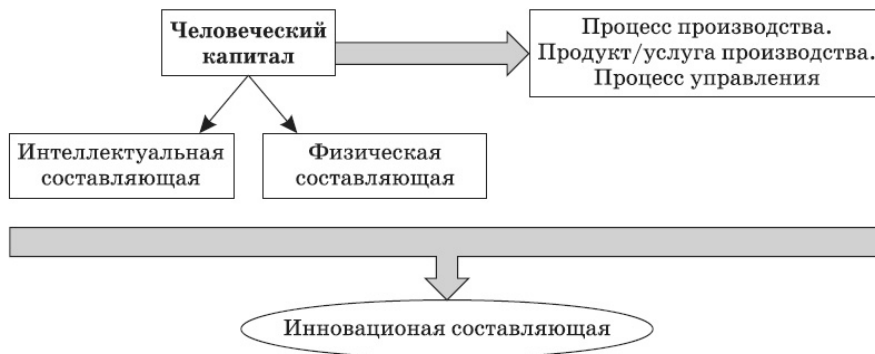 Человеческий
капитал
Процесс производства.
Продукт/услуга производства.
Процесс управления
Интеллектуальная
составляющая
Физическая
составляющая
Инновационая составляющая